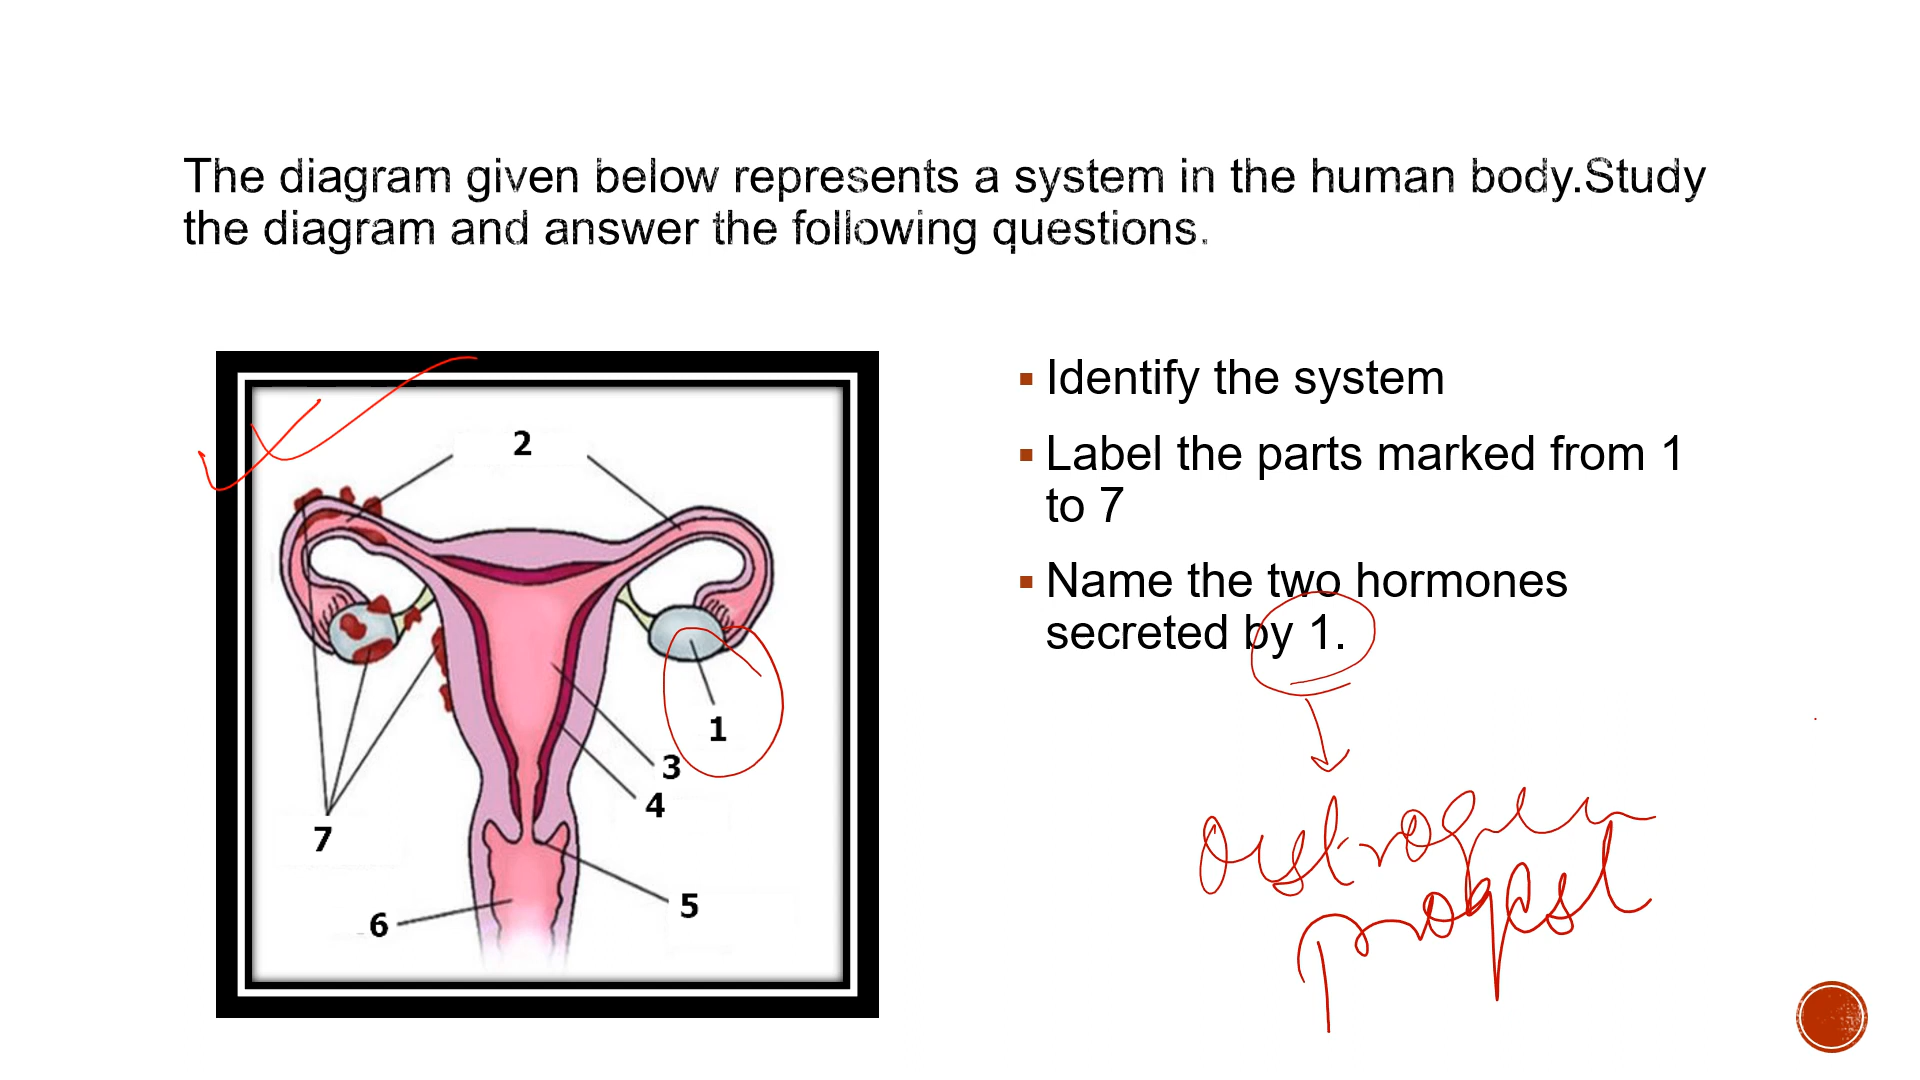 The diagram given below represents a system in the human body.Study
the diagram and answer the following questions.
2
1
3
4
7
5
6
Identify the system
Label the parts marked from 1
to 7
Name the two hormones
secreted by 1.
oestrogen
progest